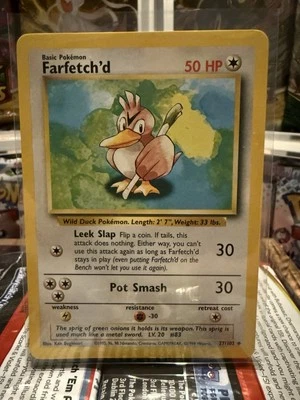 Basic Pokémon
Farfetch'd
50 HP
Wild Duck Pokémon. Length: 2' 7", Weight: 33 lbs.
Leek Slap Flip a coin. If tails, this
attack does nothing. Either way, you can't
use this attack again as long as Farfetch'd
stays in play (even putting Farfetch'd on the
Bench won't let you use it again).
30
Pot Smash
30
weakness
resistance
retreat cost
-30
The sprig of green onions it holds is its weapon. This sprig is
used much like a metal sword. LV. 20 #83
27/102